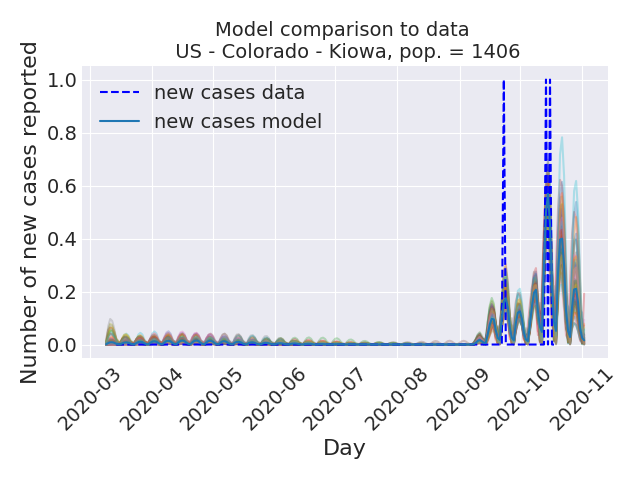 Model comparison to data
US - Colorado - Kiowa, pop. = 1406
Number of new cases reported
1.0
0.8
0.6
0.4
0.2
0.0
new cases data
new cases model
2020-03
2020-04
2020-05
2020-06
2020-07
2020-08
2020-09
2020-10
2020-11
Day